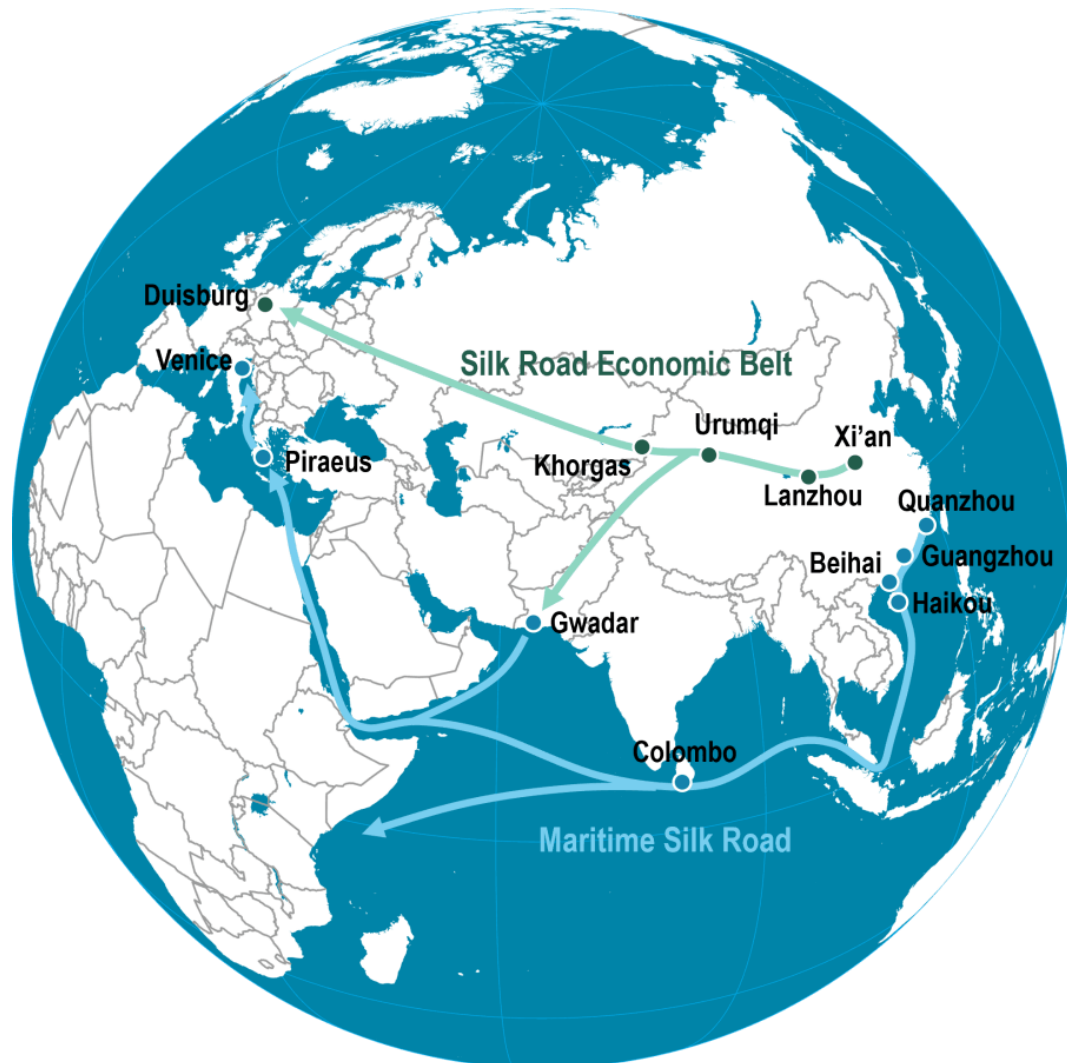 Duisburg
Venice
Silk Road Economic Belt
Urumqi
Xi'an
Piraeus
Khorgas
Lanzhou
Quanzhou
Beihai
Guangzhou
Haikou
Gwadar
Colombo
Maritime Silk Road